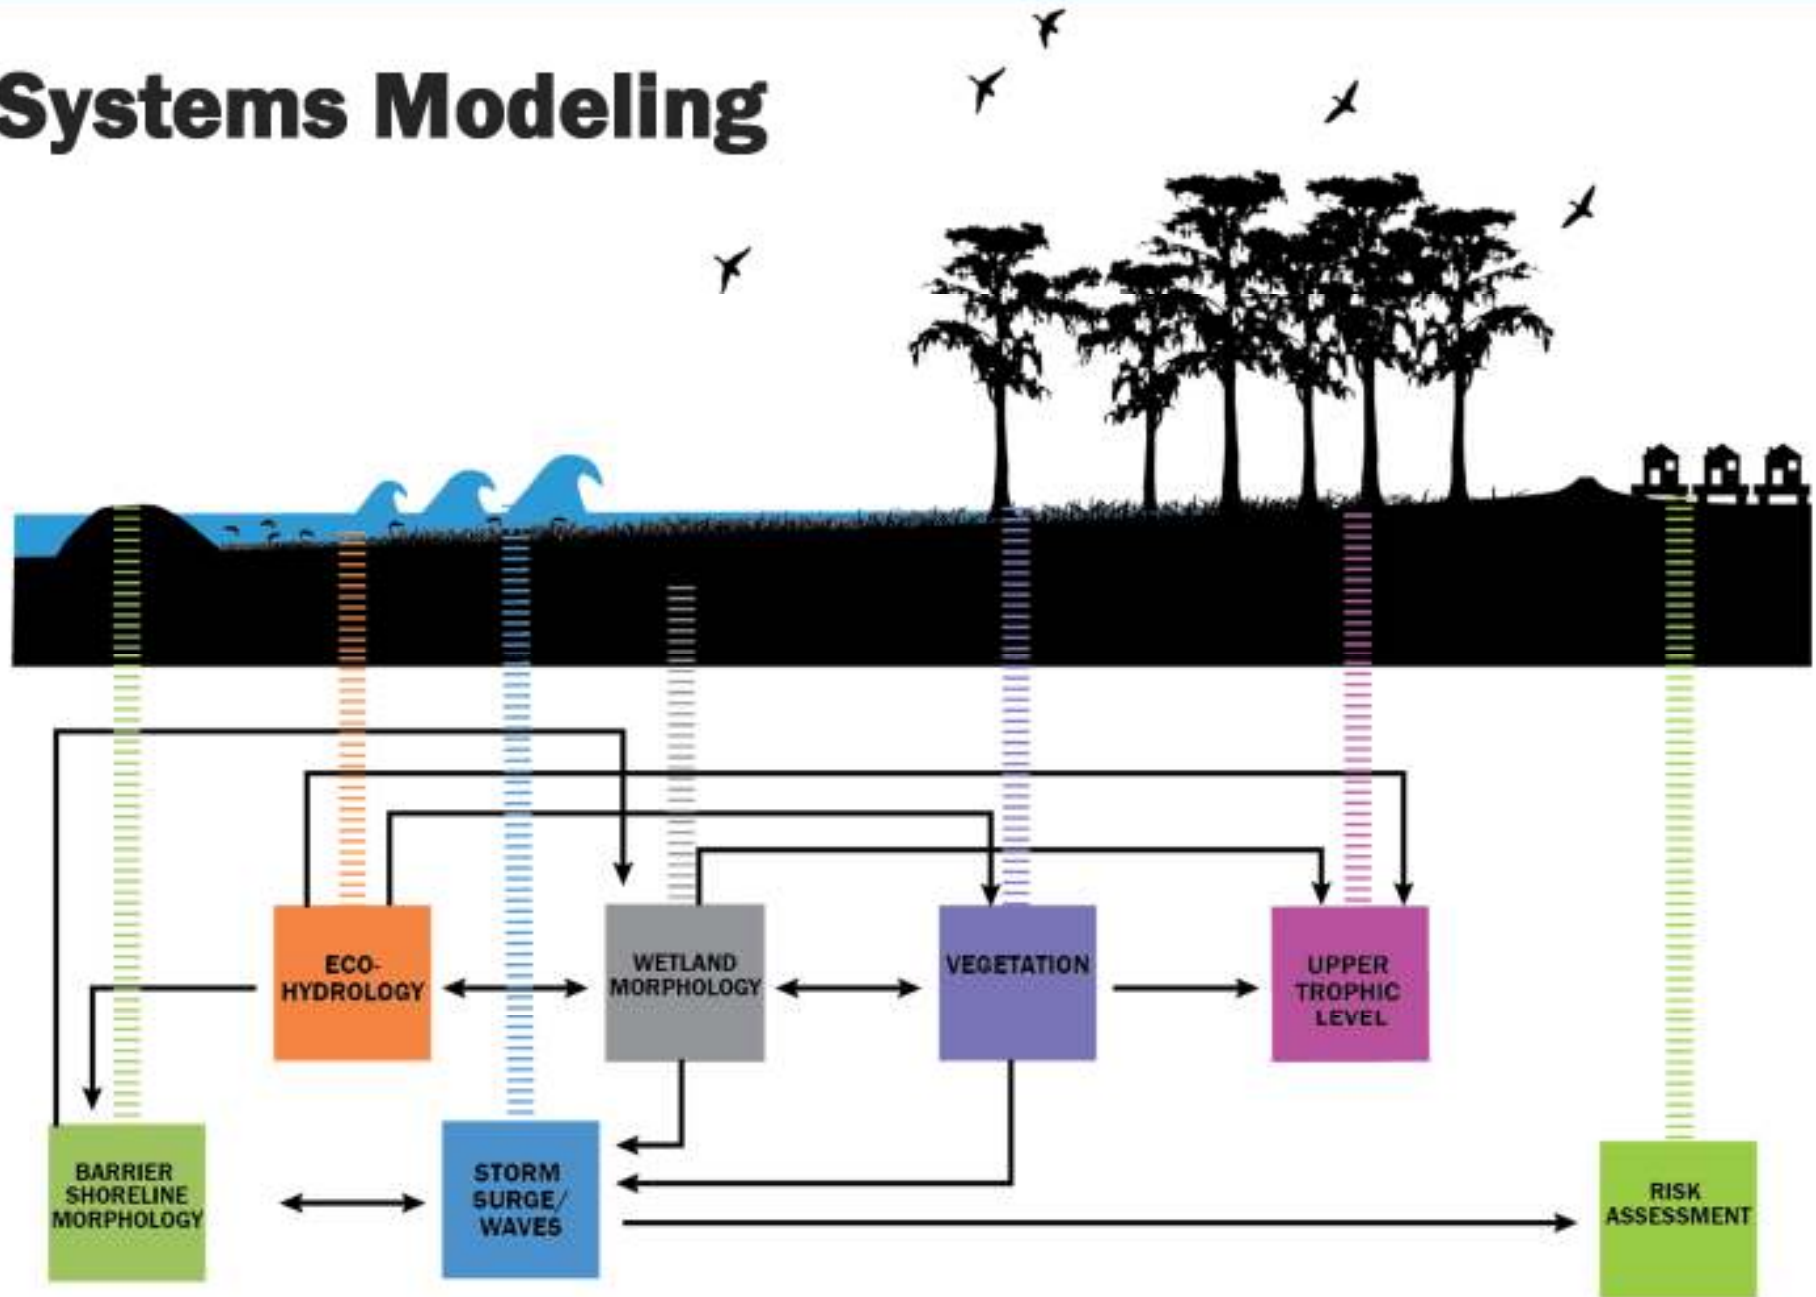 Systems Modeling
ECO-
HYDROLOGY
WETLAND
MORPHOLOGY
VEGETATION
UPPER
TROPHIC
LEVEL
BARRIER
SHORELINE
MORPHOLOGY
STORM
SURGE/
WAVES
RISK
ASSESSMENT